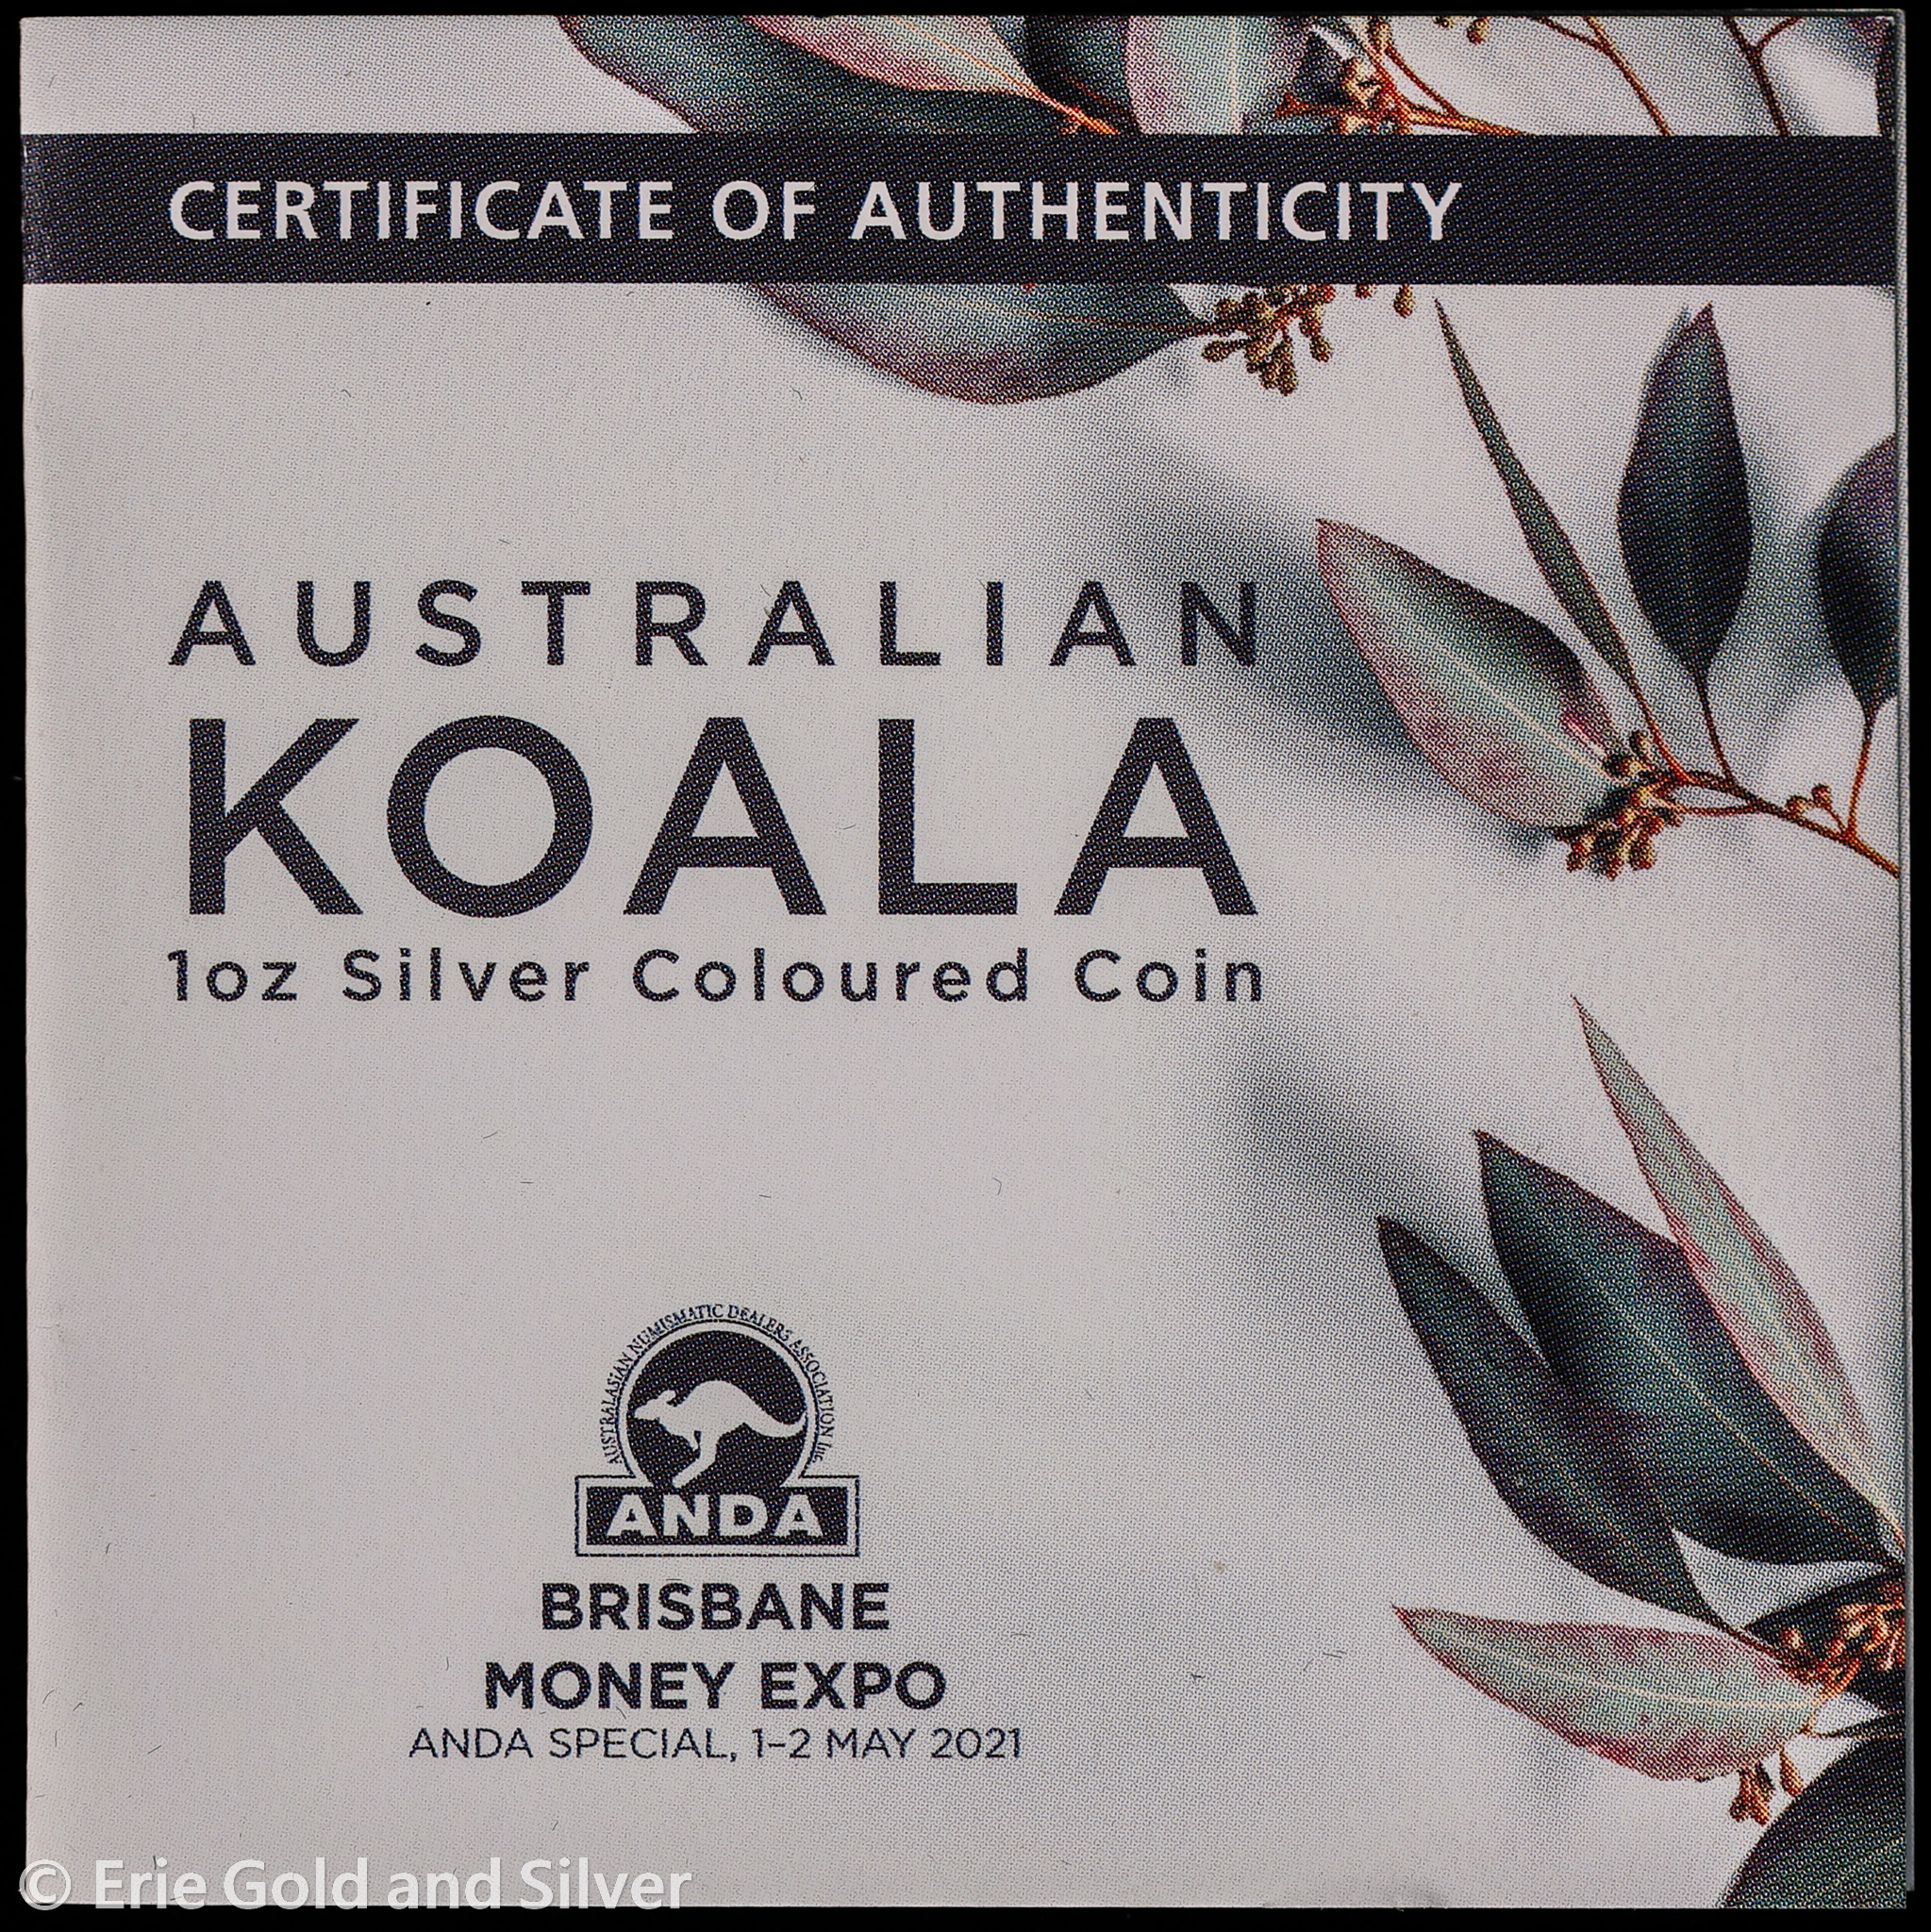 CERTIFICATE OF AUTHENTICITY
AUSTRALIAN
KOALA
1oz Silver Coloured Coin
AUSTRALASIAN NUMISMATIC DEALERS ASSOCIATION Inc.
ANDA
BRISBANE
MONEY EXPO
ANDA SPECIAL, 1-2 MAY 2021
© Erie Gold and Silver